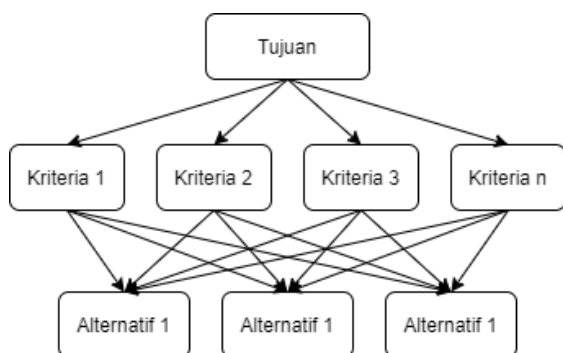 Tujuan
Kriteria 1
Kriteria 2
Kriteria 3
Kriteria n
Alternatif 1
Alternatif 1
Alternatif 1